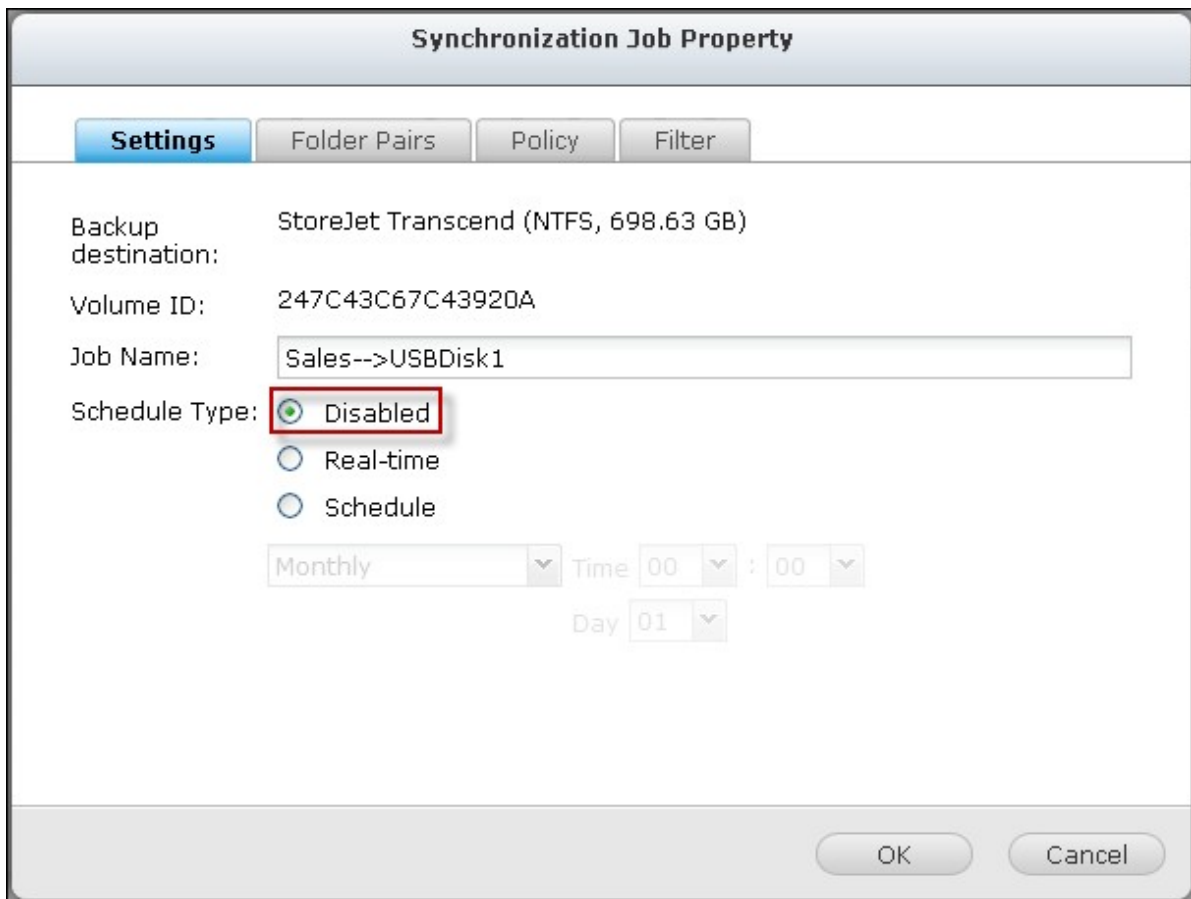 Synchronization Job Property
Settings Folder Pairs Policy Filter
Backup destination: StoreJet Transcend (NTFS, 698.63 GB)
Volume ID: 247C43C67C43920A
Job Name: Sales-->USBDisk1
Schedule Type: Disabled
Real-time
Schedule
Monthly Time 00 : 00
Day 01
OK Cancel